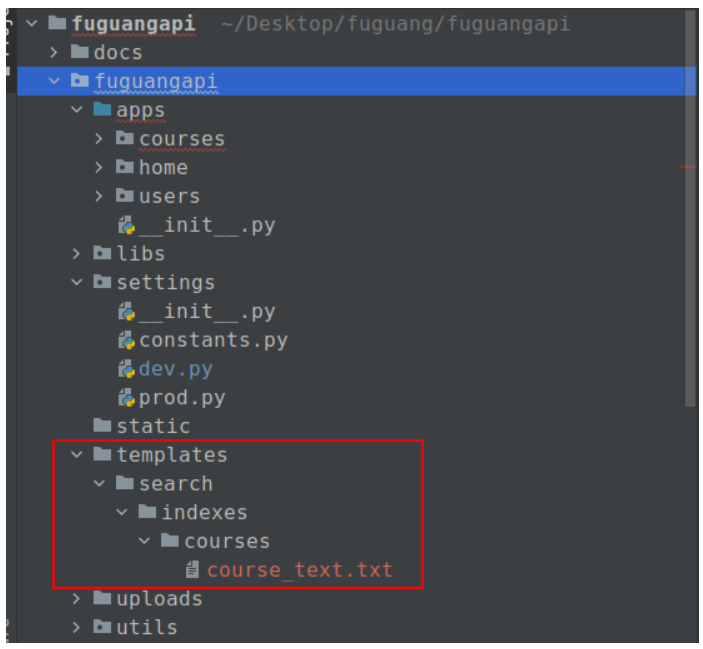 fuguangapi ~/Desktop/fuguang/fuguangapi
docs
fuguangapi
apps
courses
home
users
__init__.py
libs
settings
__init__.py
constants.py
dev.py
prod.py
static
templates
search
indexes
courses
course_text.txt
uploads
utils